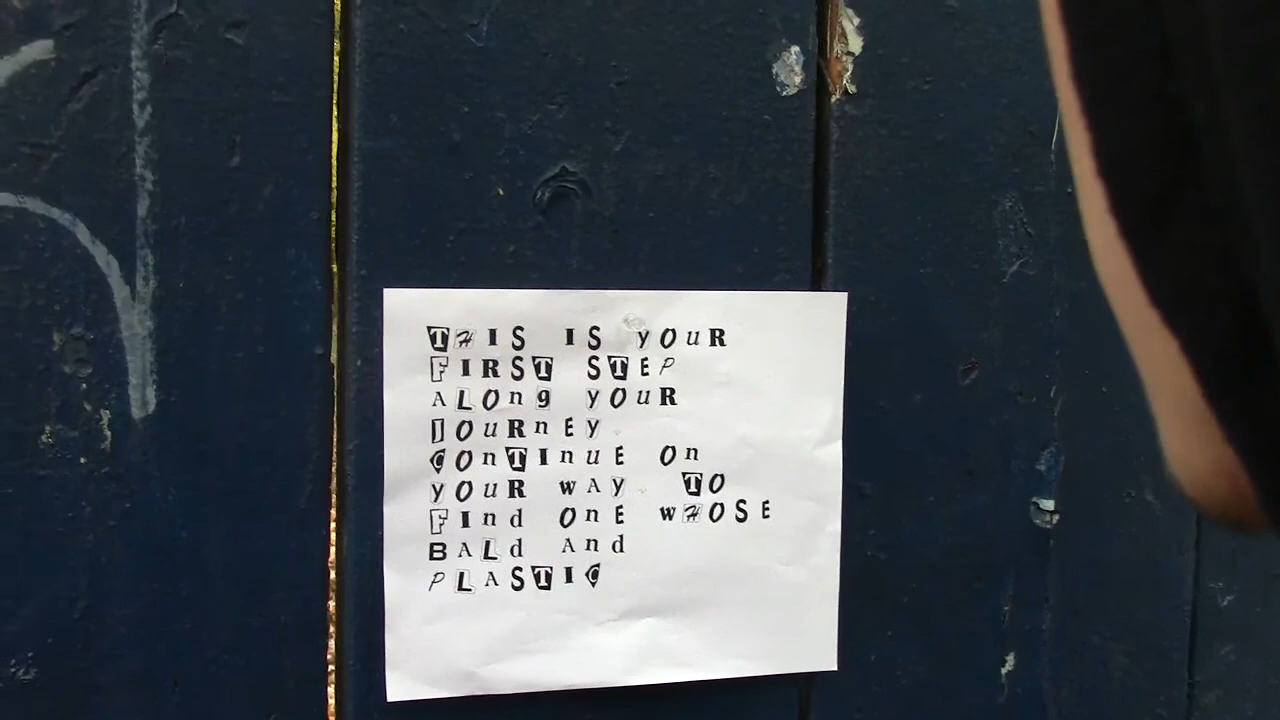 THIS IS yOuR
FIRST STEP
ALOng yOuR
JOuRnEy
COnTInuE On
yOuR wAy TO
FInd OnE wHOSE
BALd And
PLASTIC